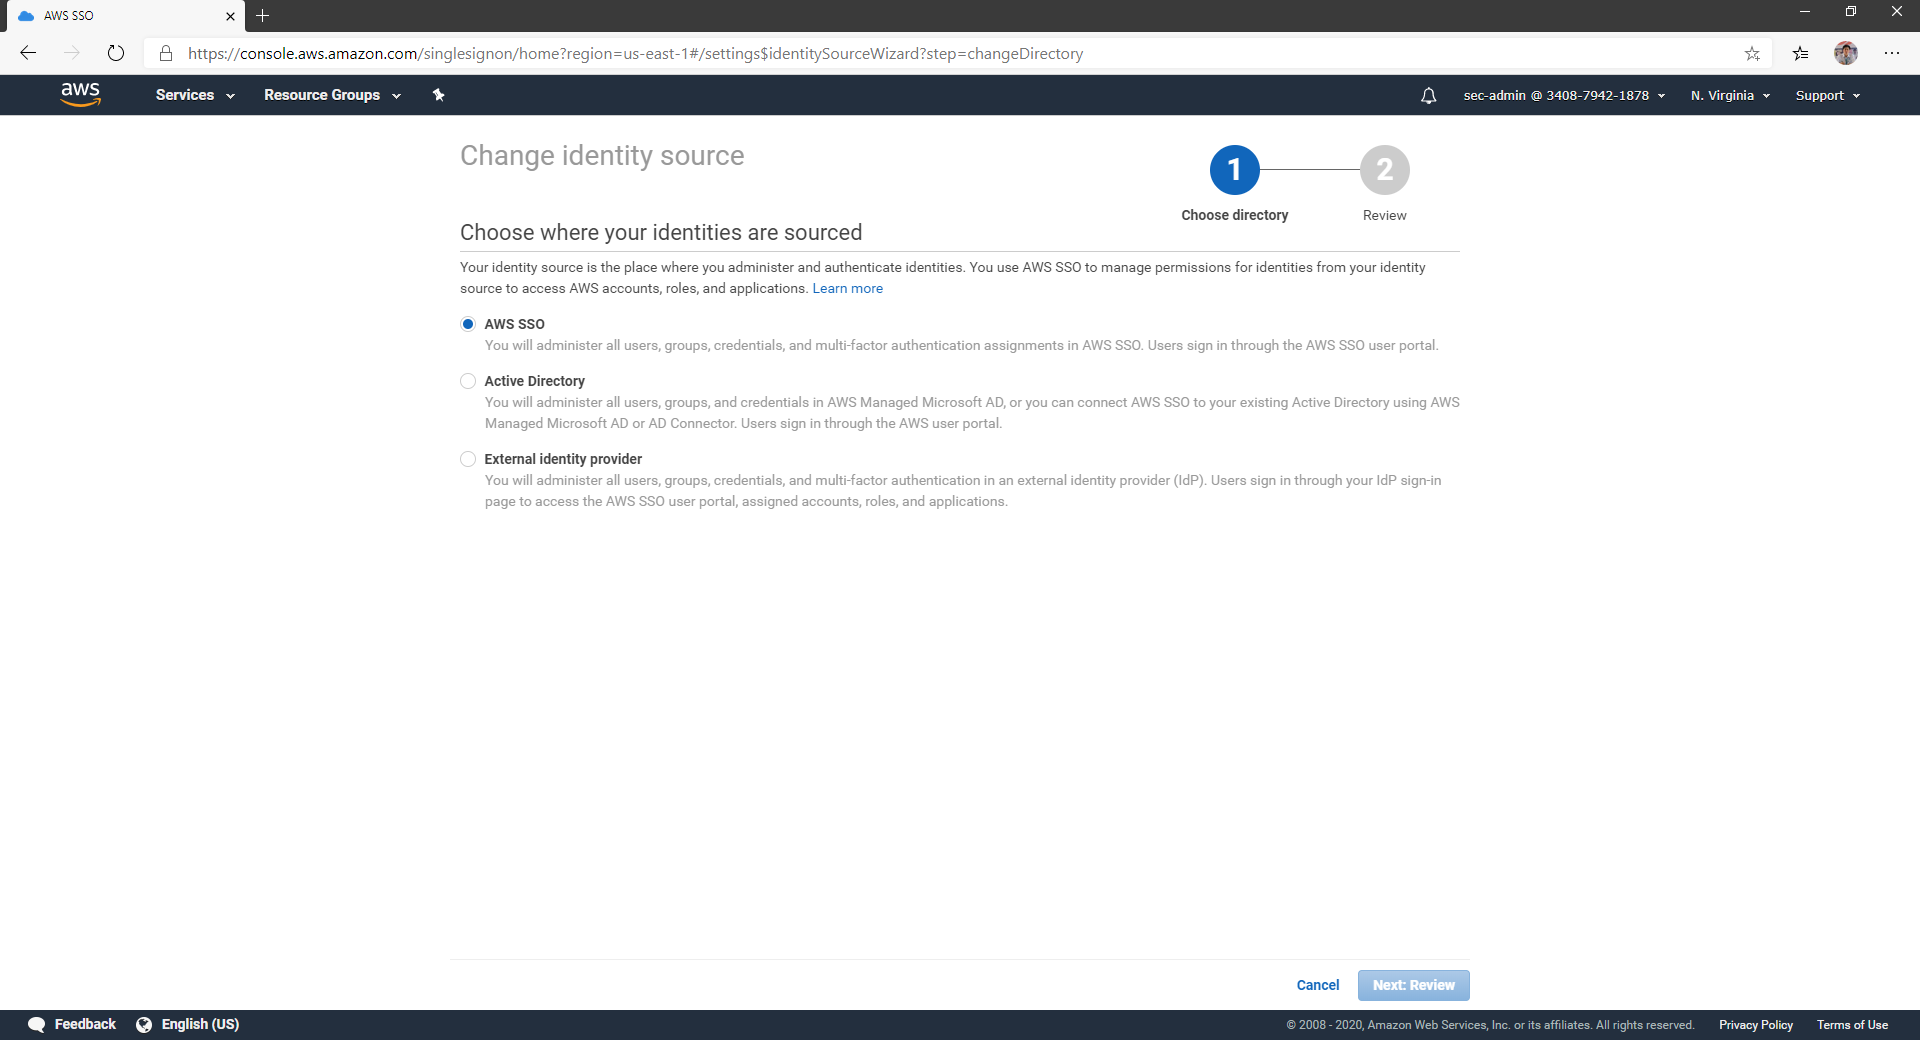 AWS SSO
https://console.aws.amazon.com/singlesignon/home?region=us-east-1#/settings$identitySourceWizard?step=changeDirectory
aws Services Resource Groups sec-admin @ 3408-7942-1878 N. Virginia Support
Change identity source
1 2
Choose directory Review
Choose where your identities are sourced
Your identity source is the place where you administer and authenticate identities. You use AWS SSO to manage permissions for identities from your identity
source to access AWS accounts, roles, and applications. Learn more
AWS SSO
You will administer all users, groups, credentials, and multi-factor authentication assignments in AWS SSO. Users sign in through the AWS SSO user portal.
Active Directory
You will administer all users, groups, and credentials in AWS Managed Microsoft AD, or you can connect AWS SSO to your existing Active Directory using AWS
Managed Microsoft AD or AD Connector. Users sign in through the AWS user portal.
External identity provider
You will administer all users, groups, credentials, and multi-factor authentication in an external identity provider (IdP). Users sign in through your IdP sign-in
page to access the AWS SSO user portal, assigned accounts, roles, and applications.
Cancel Next: Review
Feedback English (US) © 2008 - 2020, Amazon Web Services, Inc. or its affiliates. All rights reserved. Privacy Policy Terms of Use